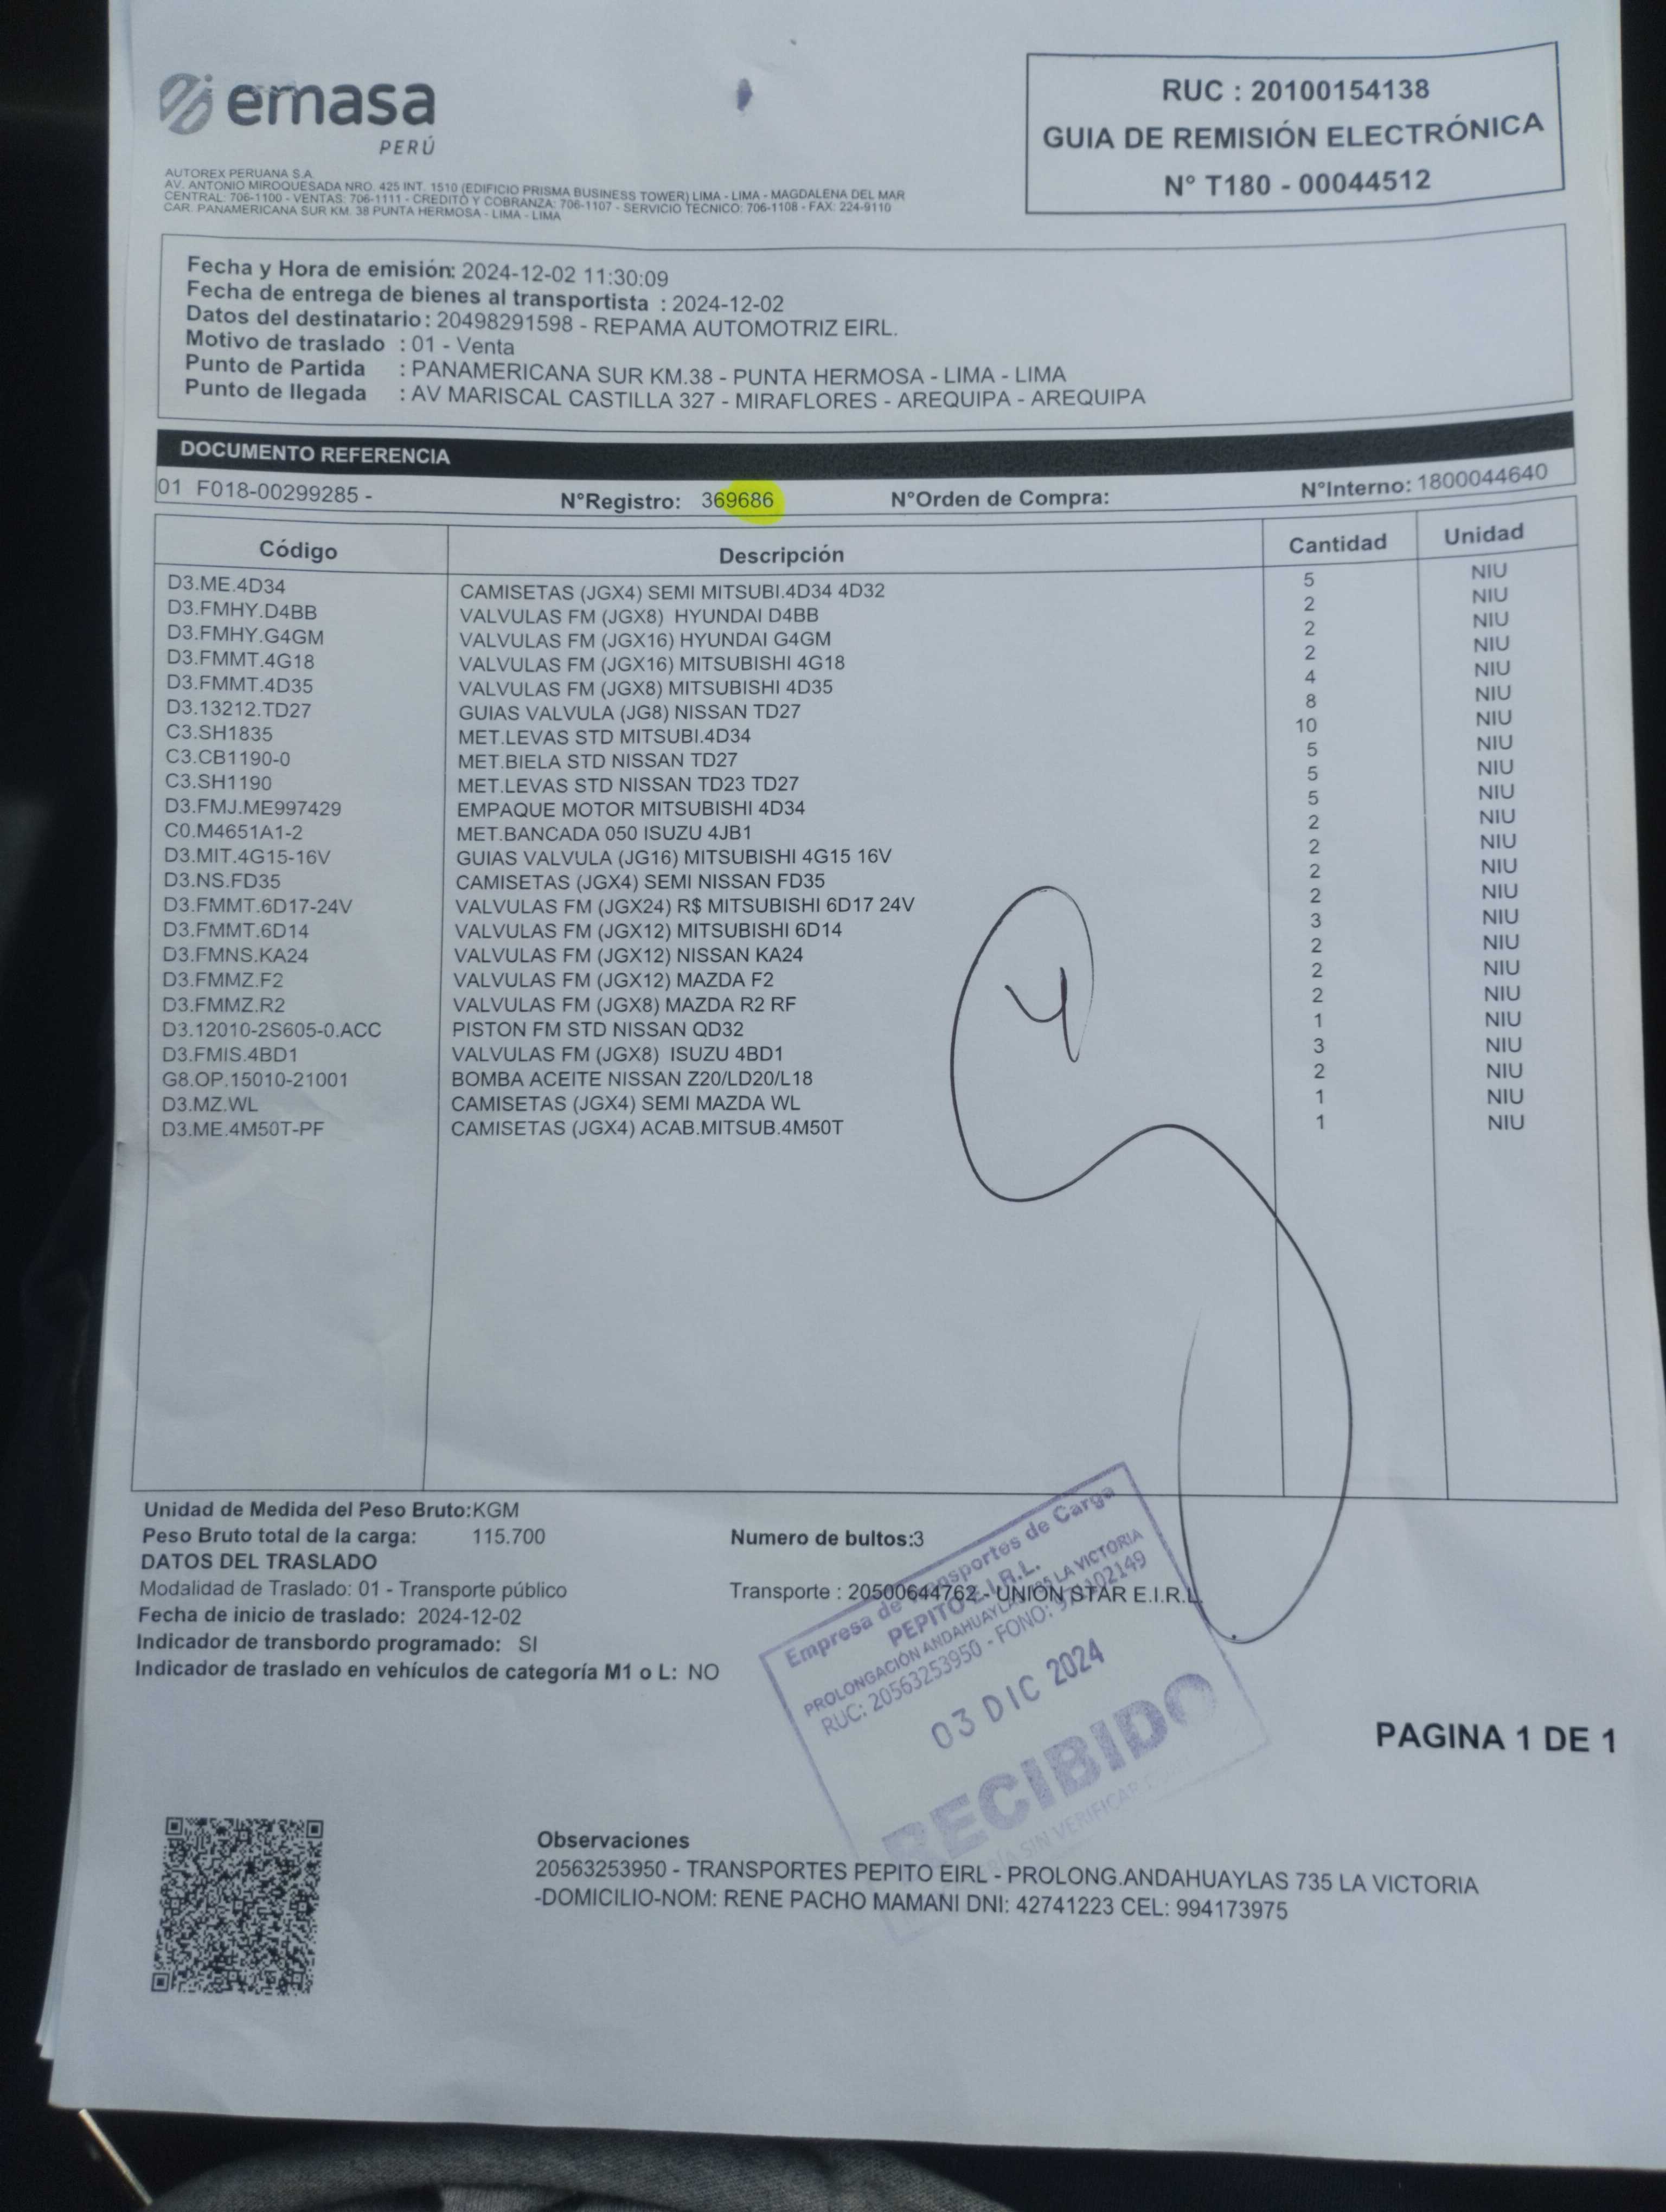 emasa
PERÚ
AUTOREX PERUANA S.A.
AV. ANTONIO MIROQUESADA NRO. 425 INT. 1510 (EDIFICIO PRISMA BUSINESS TOWER) LIMA - LIMA - MAGDALENA DEL MAR
CENTRAL: 706-1100 - VENTAS: 706-1111 - CREDITO Y COBRANZA: 706-1107 - SERVICIO TECNICO: 706-1108 - FAX: 224-9110
CAR. PANAMERICANA SUR KM. 38 PUNTA HERMOSA - LIMA - LIMA
RUC : 20100154138
GUIA DE REMISIÓN ELECTRÓNICA
N° T180 - 00044512
Fecha y Hora de emisión: 2024-12-02 11:30:09
Fecha de entrega de bienes al transportista : 2024-12-02
Datos del destinatario : 20498291598 - REPAMA AUTOMOTRIZ EIRL.
Motivo de traslado : 01 - Venta
Punto de Partida : PANAMERICANA SUR KM.38 - PUNTA HERMOSA - LIMA - LIMA
Punto de llegada : AV MARISCAL CASTILLA 327 - MIRAFLORES - AREQUIPA - AREQUIPA
DOCUMENTO REFERENCIA
01 F018-00299285 - N°Registro: 369686 N°Orden de Compra: N°Interno: 1800044640
Código Descripción Cantidad Unidad
D3.ME.4D34 CAMISETAS (JGX4) SEMI MITSUBI.4D34 4D32 5 NIU
D3.FMHY.D4BB VALVULAS FM (JGX8) HYUNDAI D4BB 2 NIU
D3.FMHY.G4GM VALVULAS FM (JGX16) HYUNDAI G4GM 2 NIU
D3.FMMT.4G18 VALVULAS FM (JGX16) MITSUBISHI 4G18 2 NIU
D3.FMMT.4D35 VALVULAS FM (JGX8) MITSUBISHI 4D35 4 NIU
D3.13212.TD27 GUIAS VALVULA (JG8) NISSAN TD27 8 NIU
C3.SH1835 MET.LEVAS STD MITSUBI.4D34 10 NIU
C3.CB1190-0 MET.BIELA STD NISSAN TD27 5 NIU
C3.SH1190 MET.LEVAS STD NISSAN TD23 TD27 5 NIU
D3.FMJ.ME997429 EMPAQUE MOTOR MITSUBISHI 4D34 5 NIU
C0.M4651A1-2 MET.BANCADA 050 ISUZU 4JB1 2 NIU
D3.MIT.4G15-16V GUIAS VALVULA (JG16) MITSUBISHI 4G15 16V 2 NIU
D3.NS.FD35 CAMISETAS (JGX4) SEMI NISSAN FD35 2 NIU
D3.FMMT.6D17-24V VALVULAS FM (JGX24) R$ MITSUBISHI 6D17 24V 2 NIU
D3.FMMT.6D14 VALVULAS FM (JGX12) MITSUBISHI 6D14 3 NIU
D3.FMNS.KA24 VALVULAS FM (JGX12) NISSAN KA24 2 NIU
D3.FMMZ.F2 VALVULAS FM (JGX12) MAZDA F2 2 NIU
D3.FMMZ.R2 VALVULAS FM (JGX8) MAZDA R2 RF 2 NIU
D3.12010-2S605-0.ACC PISTON FM STD NISSAN QD32 1 NIU
D3.FMIS.4BD1 VALVULAS FM (JGX8) ISUZU 4BD1 3 NIU
G8.OP.15010-21001 BOMBA ACEITE NISSAN Z20/LD20/L18 2 NIU
D3.MZ.WL CAMISETAS (JGX4) SEMI MAZDA WL 1 NIU
D3.ME.4M50T-PF CAMISETAS (JGX4) ACAB.MITSUB.4M50T 1 NIU
Unidad de Medida del Peso Bruto:KGM
Peso Bruto total de la carga: 115.700 Numero de bultos:3
DATOS DEL TRASLADO
Modalidad de Traslado: 01 - Transporte público Transporte : 20500644762 - UNION STAR E.I.R.L
Fecha de inicio de traslado: 2024-12-02
Indicador de transbordo programado: SI
Indicador de traslado en vehículos de categoría M1 o L: NO
Empresa de Transportes de Carga
PEPITO E.I.R.L.
PROLONGACIÓN ANDAHUAYLAS LA VICTORIA
RUC: 20563253950 - FONO:
03 DIC 2024
RECIBIDO
SIN VERIFICAR
PAGINA 1 DE 1
Observaciones
20563253950 - TRANSPORTES PEPITO EIRL - PROLONG.ANDAHUAYLAS 735 LA VICTORIA
-DOMICILIO-NOM: RENE PACHO MAMANI DNI: 42741223 CEL: 994173975